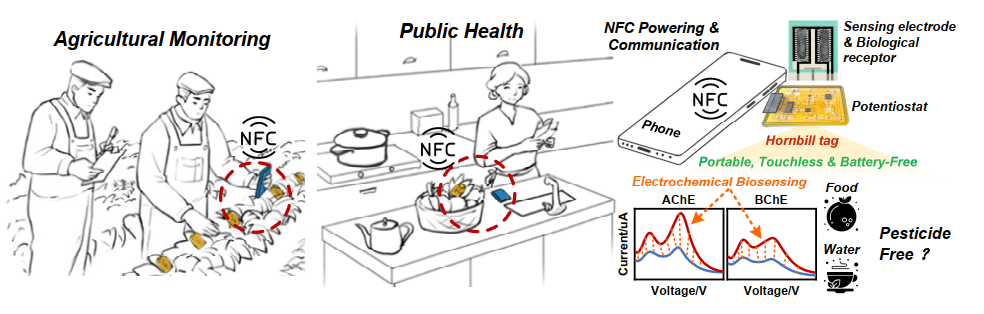 Agricultural Monitoring
NFC
Public Health
NFC
NFC Powering &
Communication
NFC
Phone
Sensing electrode
& Biological
receptor
Potentiostat
Hornbill tag
Portable, Touchless & Battery-Free
Electrochemical Biosensing
AChE
BChE
Current/uA
Voltage/V
Voltage/V
Food
Water
Pesticide
Free ?